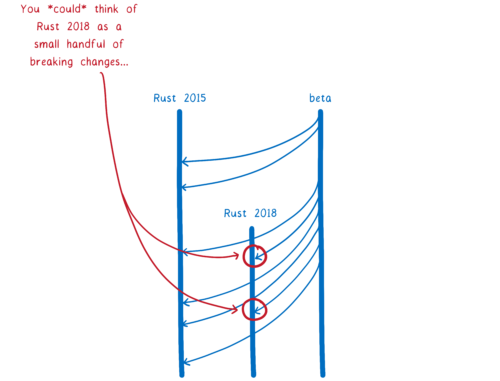 You *could* think of
Rust 2018 as a
small handful of
breaking changes...
Rust 2015
beta
Rust 2018